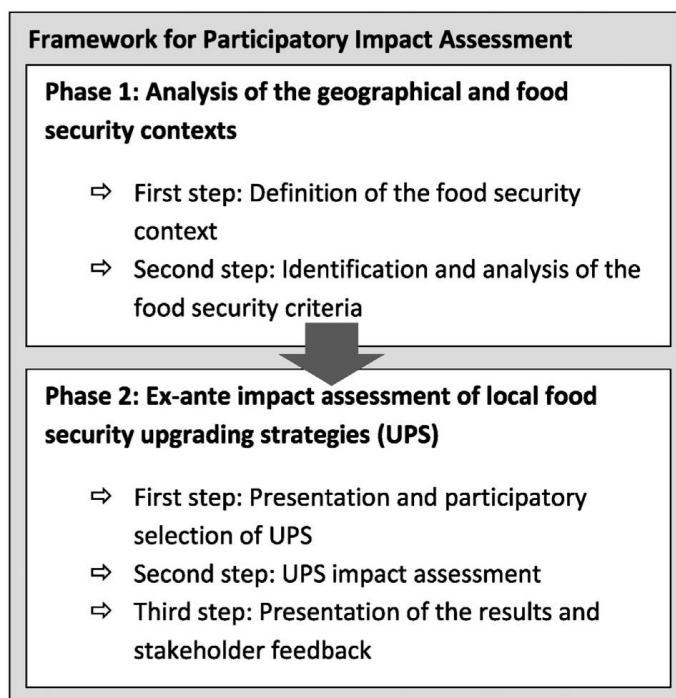 Framework for Participatory Impact Assessment
Phase 1: Analysis of the geographical and food
security contexts
⇨ First step: Definition of the food security
context
⇨ Second step: Identification and analysis of the
food security criteria
Phase 2: Ex-ante impact assessment of local food
security upgrading strategies (UPS)
⇨ First step: Presentation and participatory
selection of UPS
⇨ Second step: UPS impact assessment
⇨ Third step: Presentation of the results and
stakeholder feedback